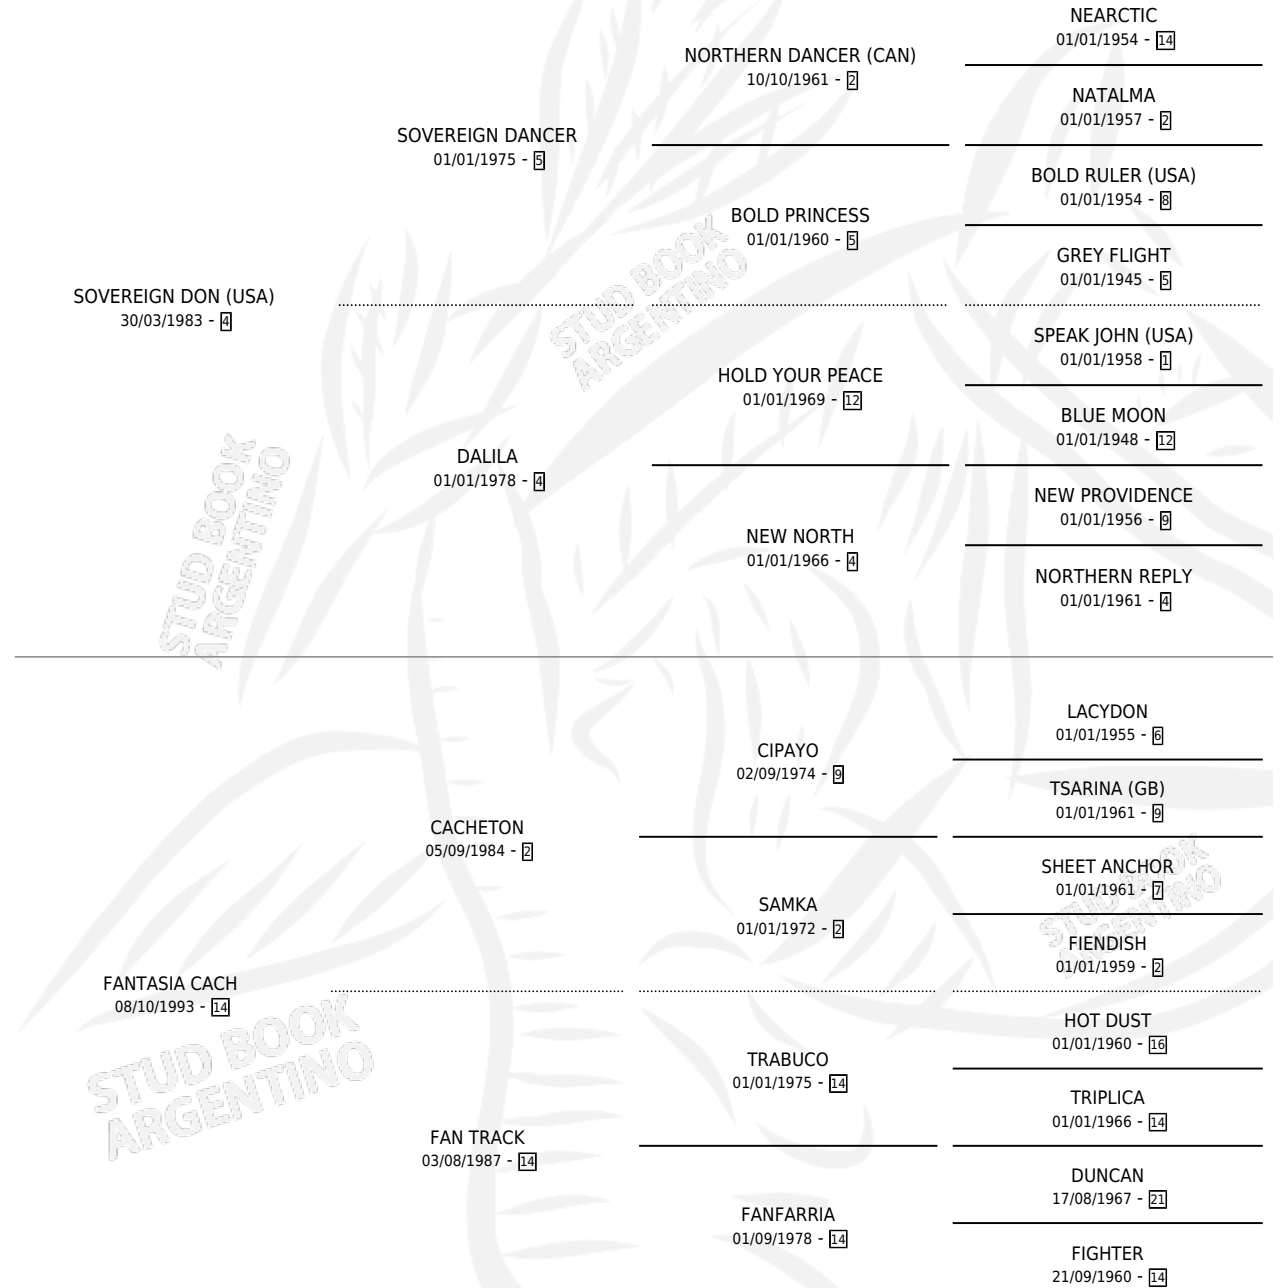 NEARCTIC
01/01/1954 - 14
NORTHERN DANCER (CAN)
10/10/1961 - 2
NATALMA
01/01/1957 - 2
SOVEREIGN DANCER
01/01/1975 - 5
BOLD RULER (USA)
01/01/1954 - 8
BOLD PRINCESS
01/01/1960 - 5
GREY FLIGHT
01/01/1945 - 5
SOVEREIGN DON (USA)
30/03/1983 - 4
STUD BOOK
ARGENTINO
SPEAK JOHN (USA)
01/01/1958 - 1
HOLD YOUR PEACE
01/01/1969 - 12
BLUE MOON
01/01/1948 - 12
DALILA
01/01/1978 - 4
NEW PROVIDENCE
01/01/1956 - 9
NEW NORTH
01/01/1966 - 4
NORTHERN REPLY
01/01/1961 - 4
STUD BOOK
ARGENTINO
LACYDON
01/01/1955 - 6
CIPAYO
02/09/1974 - 9
TSARINA (GB)
01/01/1961 - 9
CACHETON
05/09/1984 - 2
SHEET ANCHOR
01/01/1961 - 7
SAMKA
01/01/1972 - 2
STUD BOOK
ARGENTINO
FIENDISH
01/01/1959 - 2
FANTASIA CACH
08/10/1993 - 14
HOT DUST
01/01/1960 - 16
TRABUCO
01/01/1975 - 14
TRIPLICA
01/01/1966 - 14
STUD BOOK
ARGENTINO
FAN TRACK
03/08/1987 - 14
DUNCAN
17/08/1967 - 21
FANFARRIA
01/09/1978 - 14
FIGHTER
21/09/1960 - 14